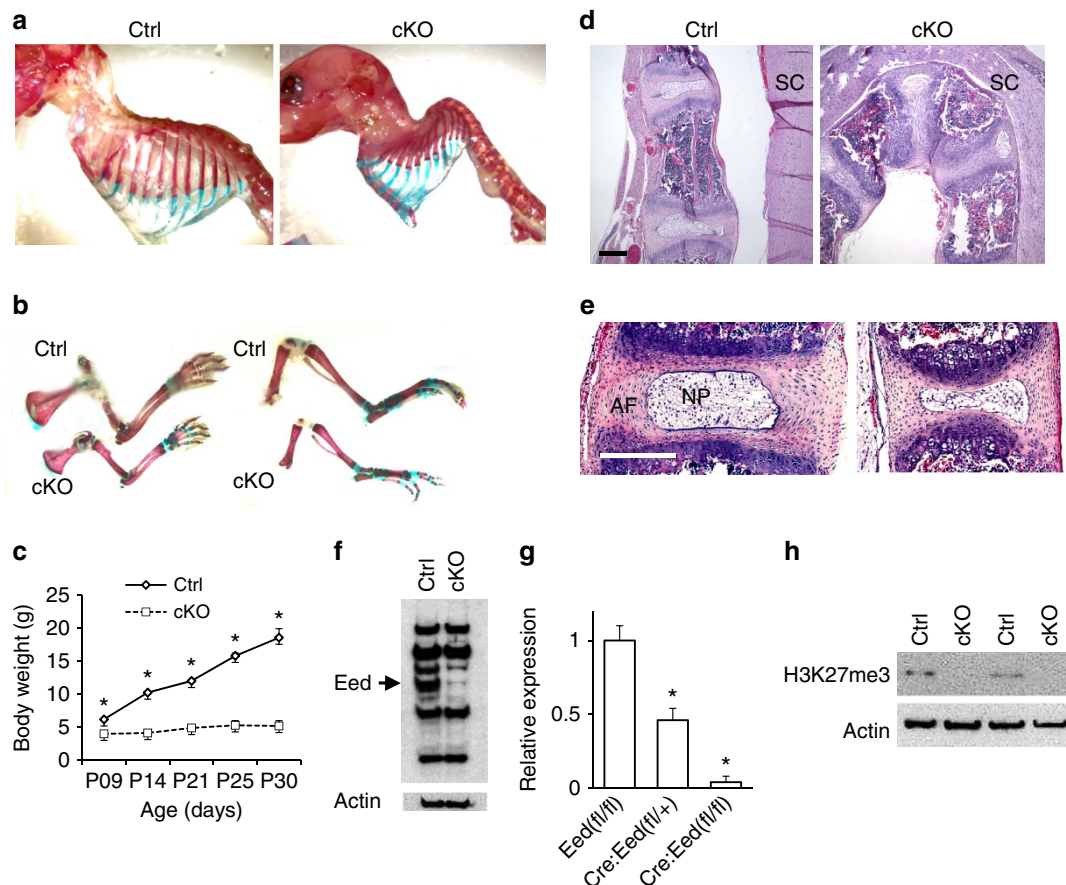 a
Ctrl
cKO
b
Ctrl
cKO
Ctrl
cKO
c
Ctrl
cKO
Body weight (g)
25
20
15
10
5
0
*
*
*
*
*
P09 P14 P21 P25 P30
Age (days)
d
Ctrl
cKO
SC
SC
e
AF
NP
f
Ctrl
cKO
Eed
Actin
g
Relative expression
1
0.5
0
*
*
Eed(fl/fl)
Cre:Eed(fl/+)
Cre:Eed(fl/fl)
h
Ctrl
cKO
Ctrl
cKO
H3K27me3
Actin